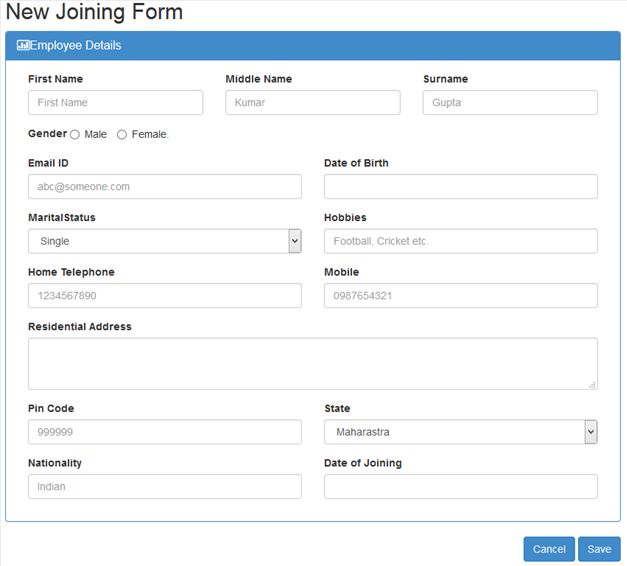 New Joining Form
Employee Details
First Name Middle Name Surname
First Name Kumar Gupta
Gender Male Female.
Email ID Date of Birth
abc@someone.com
MaritalStatus Hobbies
Single Football, Cricket etc.
Home Telephone Mobile
1234567890 0987654321
Residential Address
Pin Code State
999999 Maharastra
Nationality Date of Joining
Indian
Cancel Save